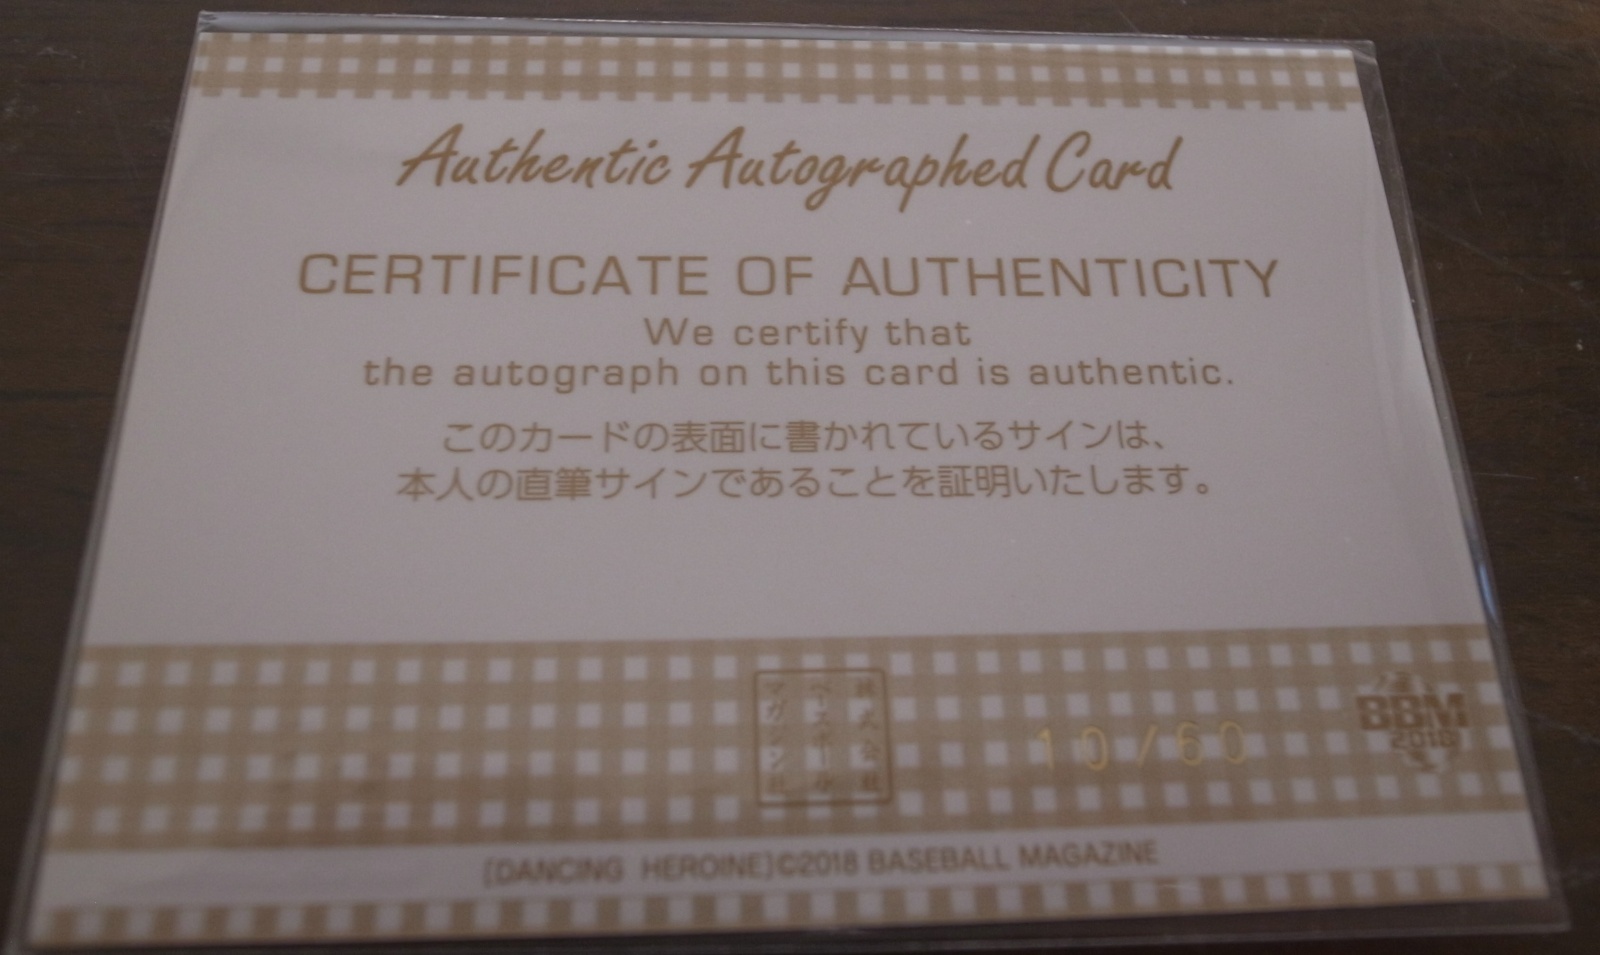 Authentic Autographed Card
CERTIFICATE OF AUTHENTICITY
We certify that
the autograph on this card is authentic.
このカードの表面に書かれているサインは、
本人の直筆サインであることを証明いたします。
株式会社
ベースボール
マガジン社
10/60
BBM
2018
[DANCING HEROINE]©2018 BASEBALL MAGAZINE